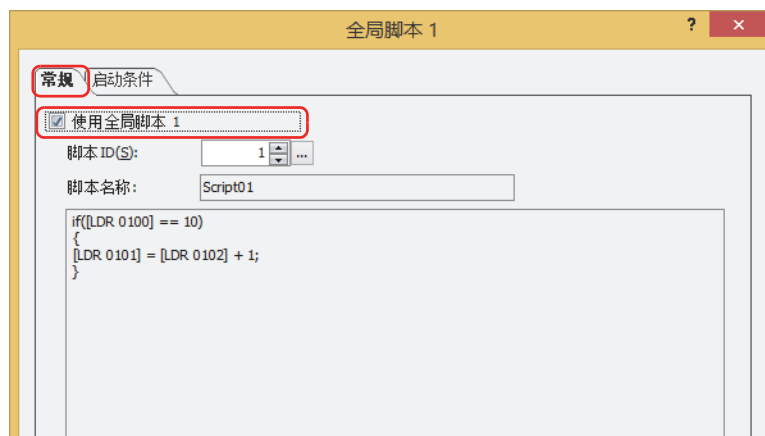 全局脚本 1
? ×
常规 启动条件
使用全局脚本 1
脚本 ID(S): 1 ...
脚本名称: Script01
if([LDR 0100] == 10)
{
[LDR 0101] = [LDR 0102] + 1;
}